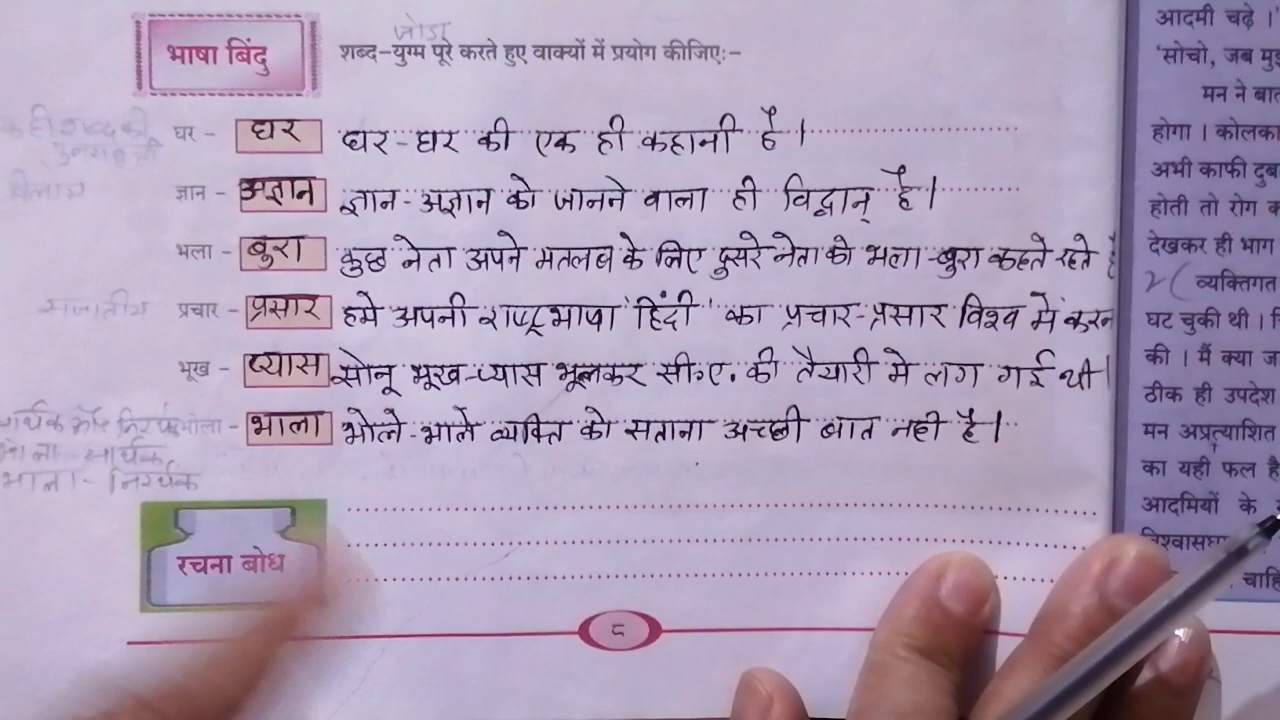 जोडा
भाषा बिंदु शब्द-युग्म पूरे करते हुए वाक्यों में प्रयोग कीजिए:-
घर - घर घर-घर की एक ही कहानी है।
ज्ञान - अज्ञान ज्ञान-अज्ञान को जानने वाला ही विद्वान् है।
भला - बुरा कुछ नेता अपने मतलब के लिए दुसरे नेता को भला-बुरा कहते रहते है
प्रचार - प्रसार हमे अपनी राष्ट्रभाषा 'हिंदी' का प्रचार-प्रसार विश्व में करन
भूख - प्यास सोनू भूख-प्यास भूलकर सी.ए. की तैयारी मे लग गई थी।
भोला - भाला भोले-भाले व्यक्ति को सताना अच्छी बात नही है।
विलोम
सजातीय
सार्थक
भाला - निरर्थक
रचना बोध
८
आदमी चढ़े ।'
'सोचो, जब
मन ने
होगा । कोलका
अभी काफी दुब
होती तो रोग
देखकर ही भाग
व्यक्तिगत
घट चुकी थी ।
की । मैं क्या
ठीक ही उपदेश
मन अप्रत्याशित
का यही फल है
आदमियों के